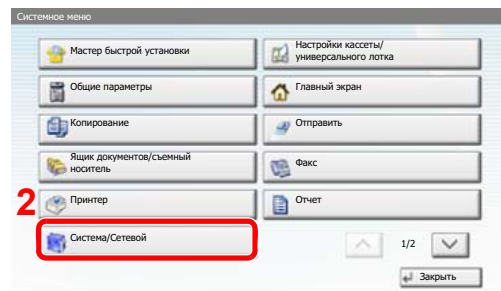 Системное меню
Мастер быстрой установки
Настройки кассеты/
универсального лотка
Общие параметры
Главный экран
Копирование
Отправить
Ящик документов/съемный
носитель
Факс
2
Принтер
Отчет
Система/Сетевой
1/2
Закрыть